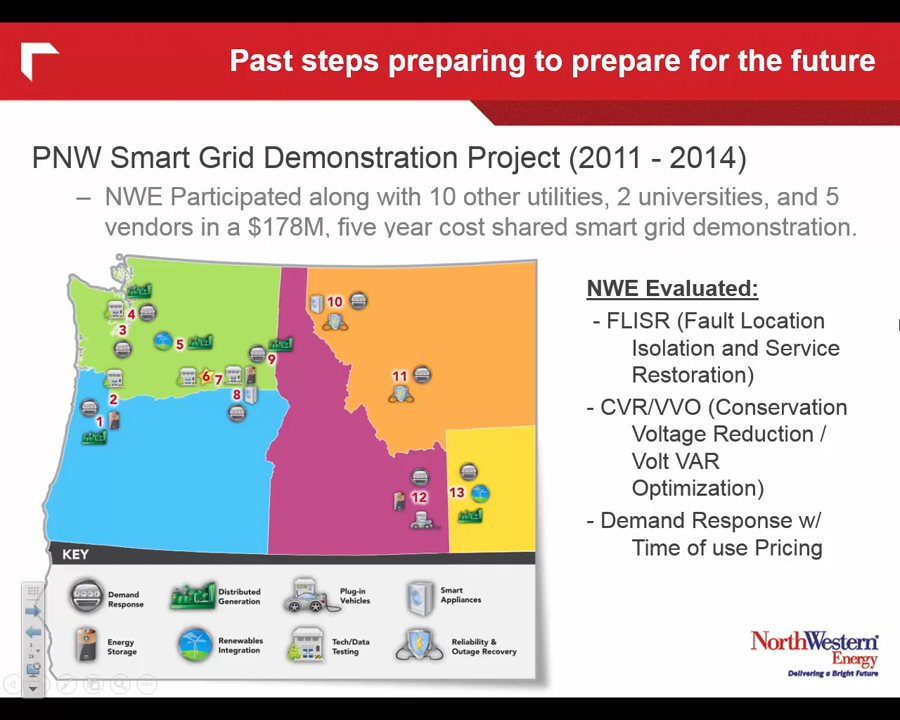 Past steps preparing to prepare for the future
PNW Smart Grid Demonstration Project (2011 - 2014)
– NWE Participated along with 10 other utilities, 2 universities, and 5
vendors in a $178M, five year cost shared smart grid demonstration.
10
4
3
5
9
11
6
7
2
8
1
12
13
NWE Evaluated:
- FLISR (Fault Location
Isolation and Service
Restoration)
- CVR/VVO (Conservation
Voltage Reduction /
Volt VAR
Optimization)
- Demand Response w/
Time of use Pricing
KEY
Demand
Response
Distributed
Generation
Plug-in
Vehicles
Smart
Appliances
Energy
Storage
Renewables
Integration
Tech/Data
Testing
Reliability &
Outage Recovery
NorthWestern
Energy
Delivering a Bright Future